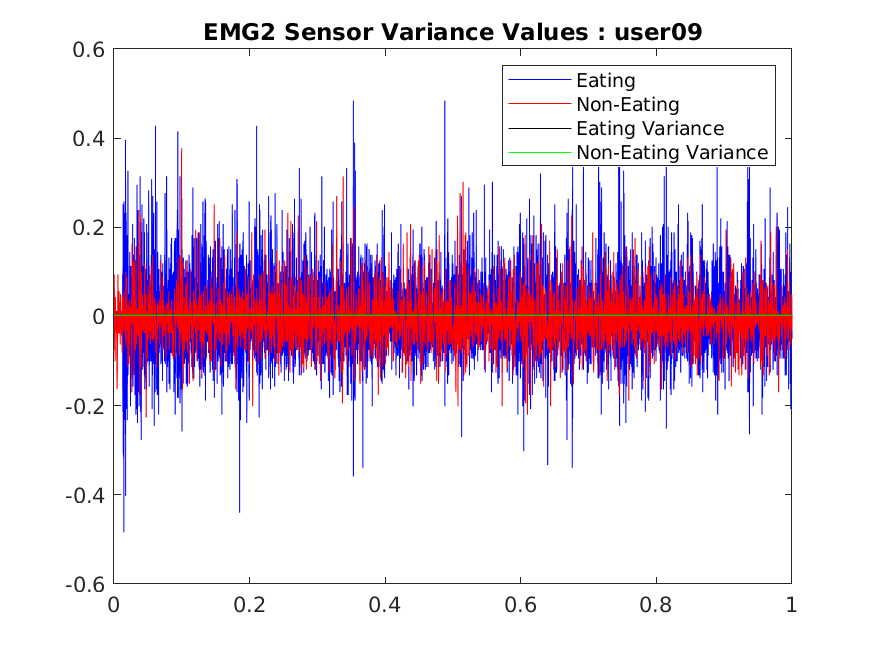 EMG2 Sensor Variance Values : user09
0.6
Eating
Non-Eating
Eating Variance
Non-Eating Variance
0.4
0.2
0
-0.2
-0.4
-0.6
0 0.2 0.4 0.6 0.8 1